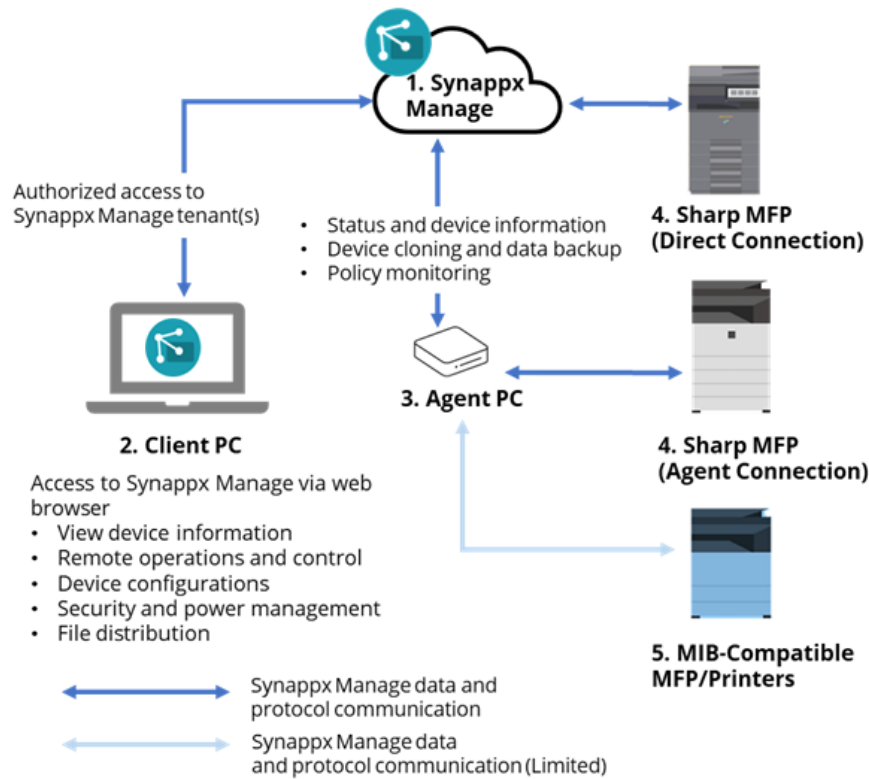 1. Synappx
Manage
Authorized access to
Synappx Manage tenant(s)
• Status and device information
• Device cloning and data backup
• Policy monitoring
4. Sharp MFP
(Direct Connection)
3. Agent PC
2. Client PC
4. Sharp MFP
(Agent Connection)
Access to Synappx Manage via web
browser
• View device information
• Remote operations and control
• Device configurations
• Security and power management
• File distribution
5. MIB-Compatible
MFP/Printers
Synappx Manage data and
protocol communication
Synappx Manage data
and protocol communication (Limited)